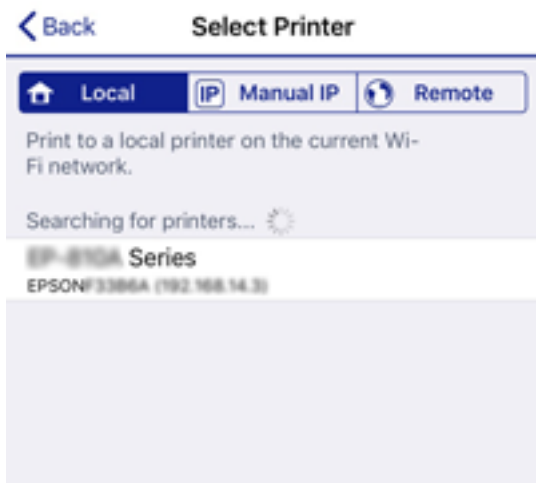 Back
Select Printer
Local
IP Manual IP
Remote
Print to a local printer on the current Wi-
Fi network.
Searching for printers...
Series
EPSON